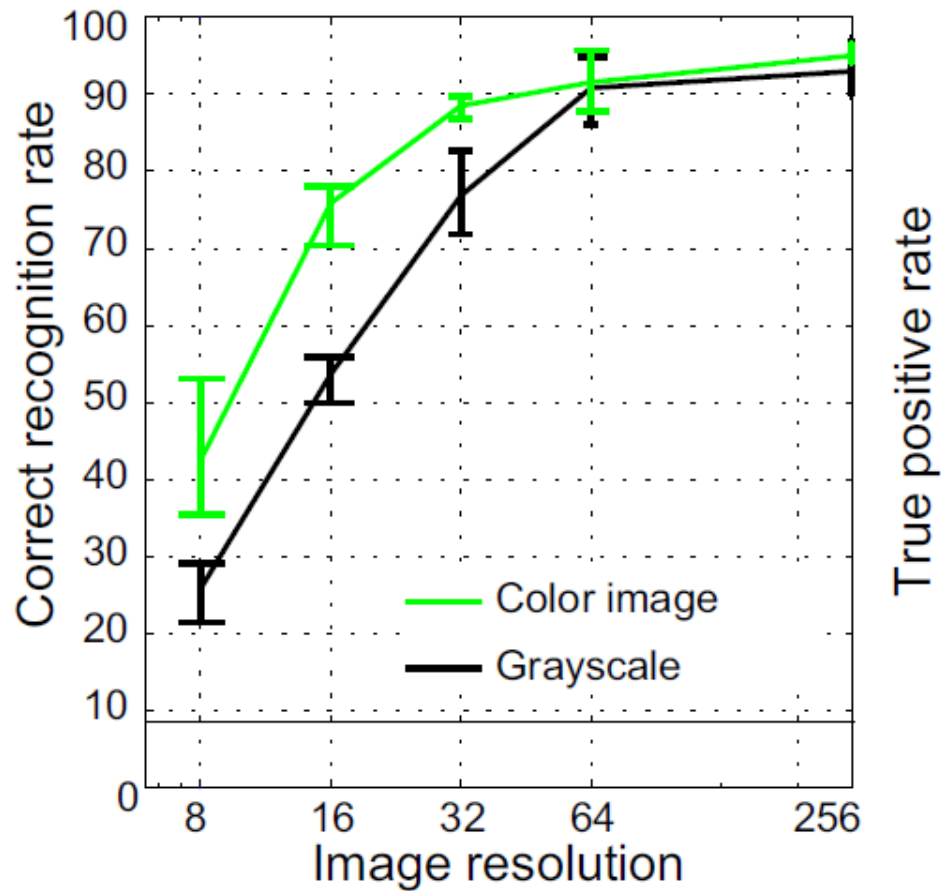 Correct recognition rate
100
90
80
70
60
50
40
30
20
10
0
Color image
Grayscale
8 16 32 64 256
Image resolution
True positive rate